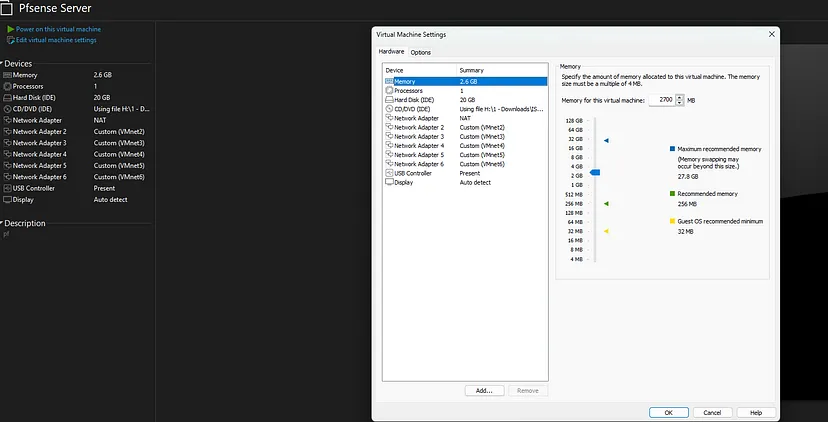 Pfsense Server
Power on this virtual machine
Edit virtual machine settings
Devices
Memory 2.6 GB
Processors 1
Hard Disk (IDE) 20 GB
CD/DVD (IDE) Using file H:\1 - Downloads\IS...
Network Adapter NAT
Network Adapter 2 Custom (VMnet2)
Network Adapter 3 Custom (VMnet3)
Network Adapter 4 Custom (VMnet4)
Network Adapter 5 Custom (VMnet5)
Network Adapter 6 Custom (VMnet6)
USB Controller Present
Display Auto detect
Description
pf
Virtual Machine Settings
Hardware Options
Device Summary
Memory 2.6 GB
Processors 1
Hard Disk (IDE) 20 GB
CD/DVD (IDE) Using file H:\1 - Downloads\IS...
Network Adapter NAT
Network Adapter 2 Custom (VMnet2)
Network Adapter 3 Custom (VMnet3)
Network Adapter 4 Custom (VMnet4)
Network Adapter 5 Custom (VMnet5)
Network Adapter 6 Custom (VMnet6)
USB Controller Present
Display Auto detect
Add... Remove
Memory
Specify the amount of memory allocated to this virtual machine. The memory
size must be a multiple of 4 MB.
Memory for this virtual machine: 2700 MB
128 GB
64 GB
32 GB
16 GB
8 GB
4 GB
2 GB
1 GB
512 MB
256 MB
128 MB
64 MB
32 MB
16 MB
8 MB
4 MB
Maximum recommended memory
(Memory swapping may
occur beyond this size.)
27.8 GB
Recommended memory
256 MB
Guest OS recommended minimum
32 MB
OK Cancel Help